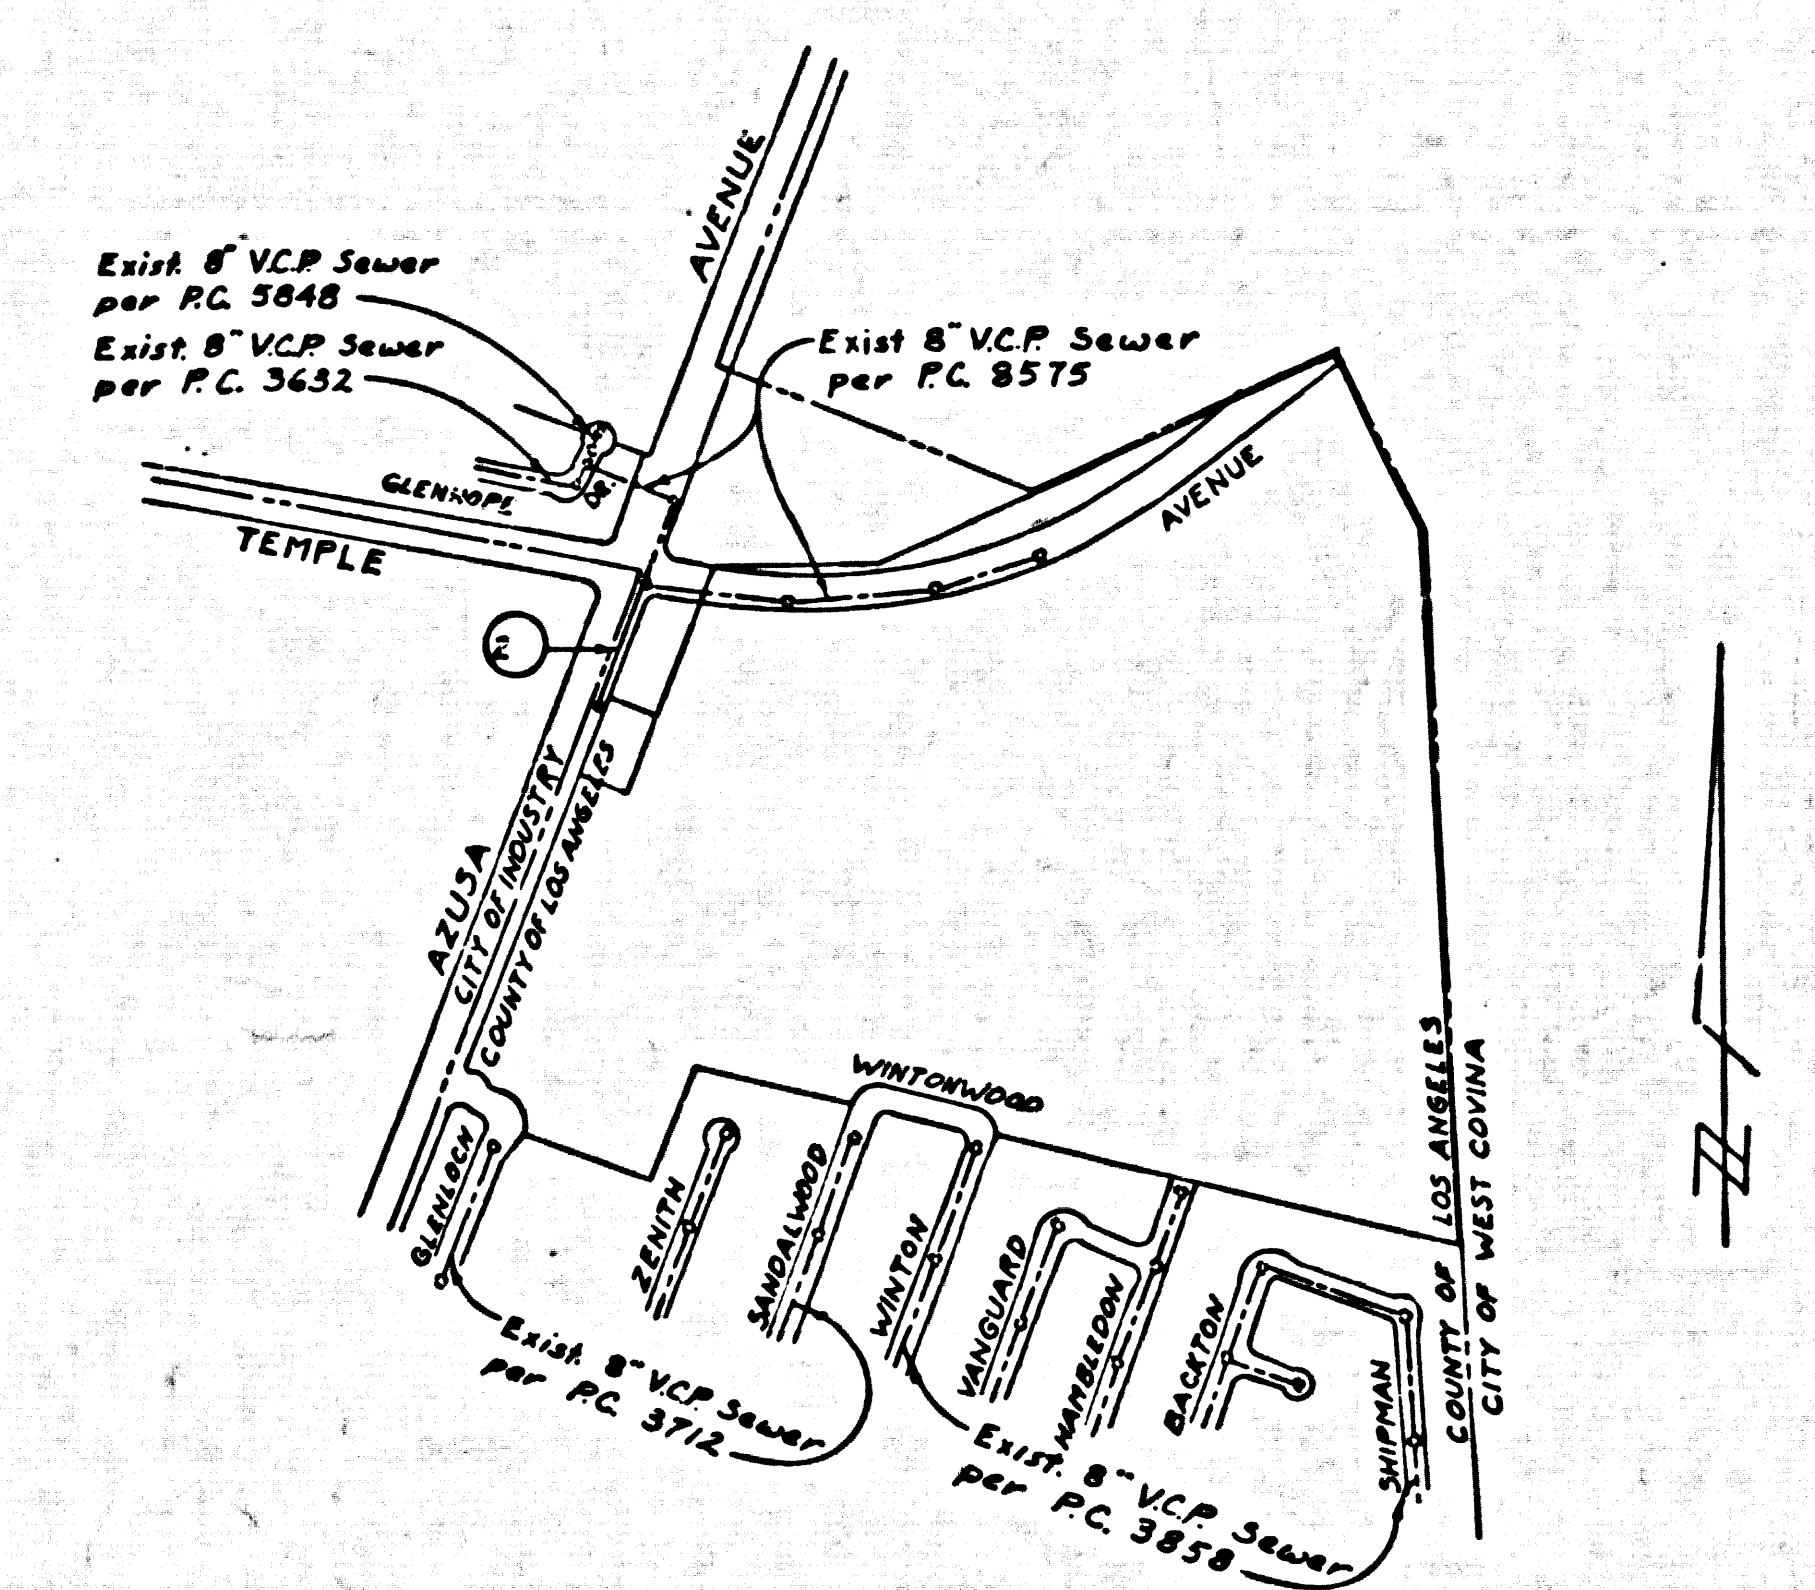 AVENUE
Exist. 8" V.C.P. Sewer
per P.C. 5848
Exist. 8" V.C.P. Sewer
per P.C. 3632
Exist 8" V.C.P. Sewer
per P.C. 8575
GLENHOPE
DR.
TEMPLE
AVENUE
AZUSA
CITY OF INDUSTRY
COUNTY OF LOS ANGELES
WINTONWOOD
GLENLOCH
ZENITH
SANDALWOOD
WINTON
VANGUARD
HAMBLEDON
BACKTON
SHIPMAN
COUNTY OF LOS ANGELES
CITY OF WEST COVINA
Exist. 8" V.C.P. Sewer
per P.C. 3712
Exist. 8" V.C.P. Sewer
per P.C. 3858